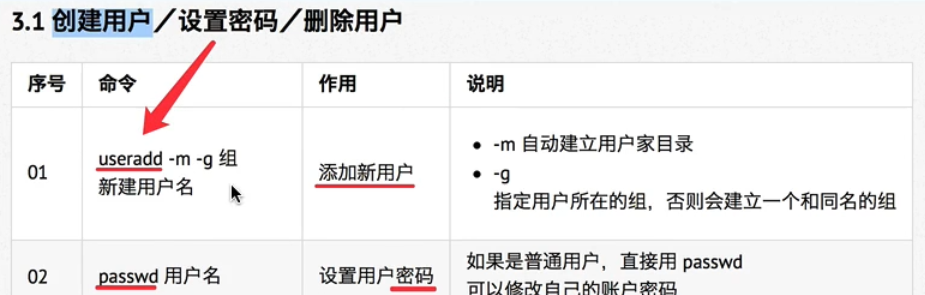 3.1 创建用户／设置密码／删除用户
序号 命令 作用 说明
01 useradd -m -g 组 新建用户名 添加新用户
-m 自动建立用户家目录
-g
指定用户所在的组，否则会建立一个和同名的组
02 passwd 用户名 设置用户密码
如果是普通用户，直接用 passwd
可以修改自己的账户密码